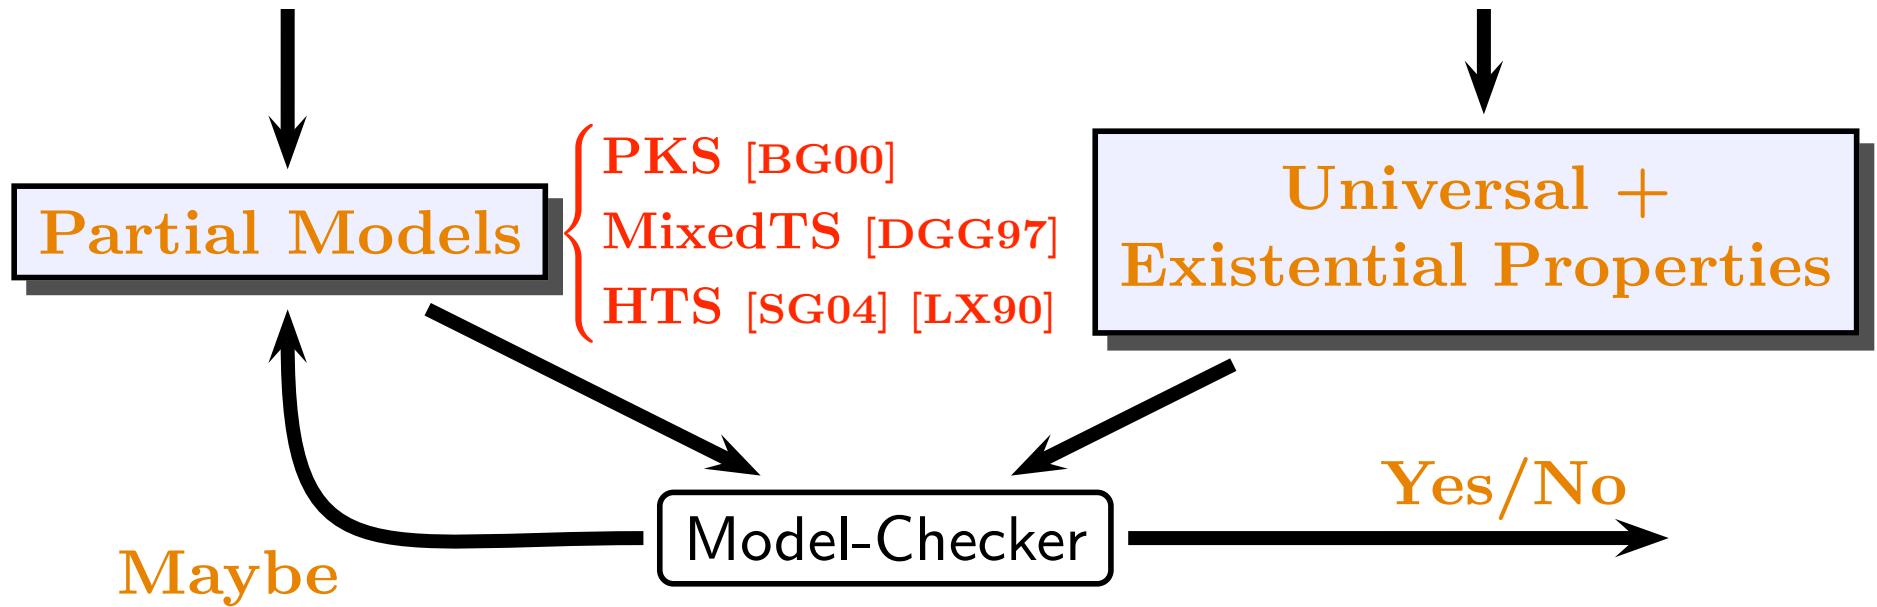 Partial Models
PKS [BG00]
MixedTS [DGG97]
HTS [SG04] [LX90]
Universal +
Existential Properties
Model-Checker
Yes/No
Maybe